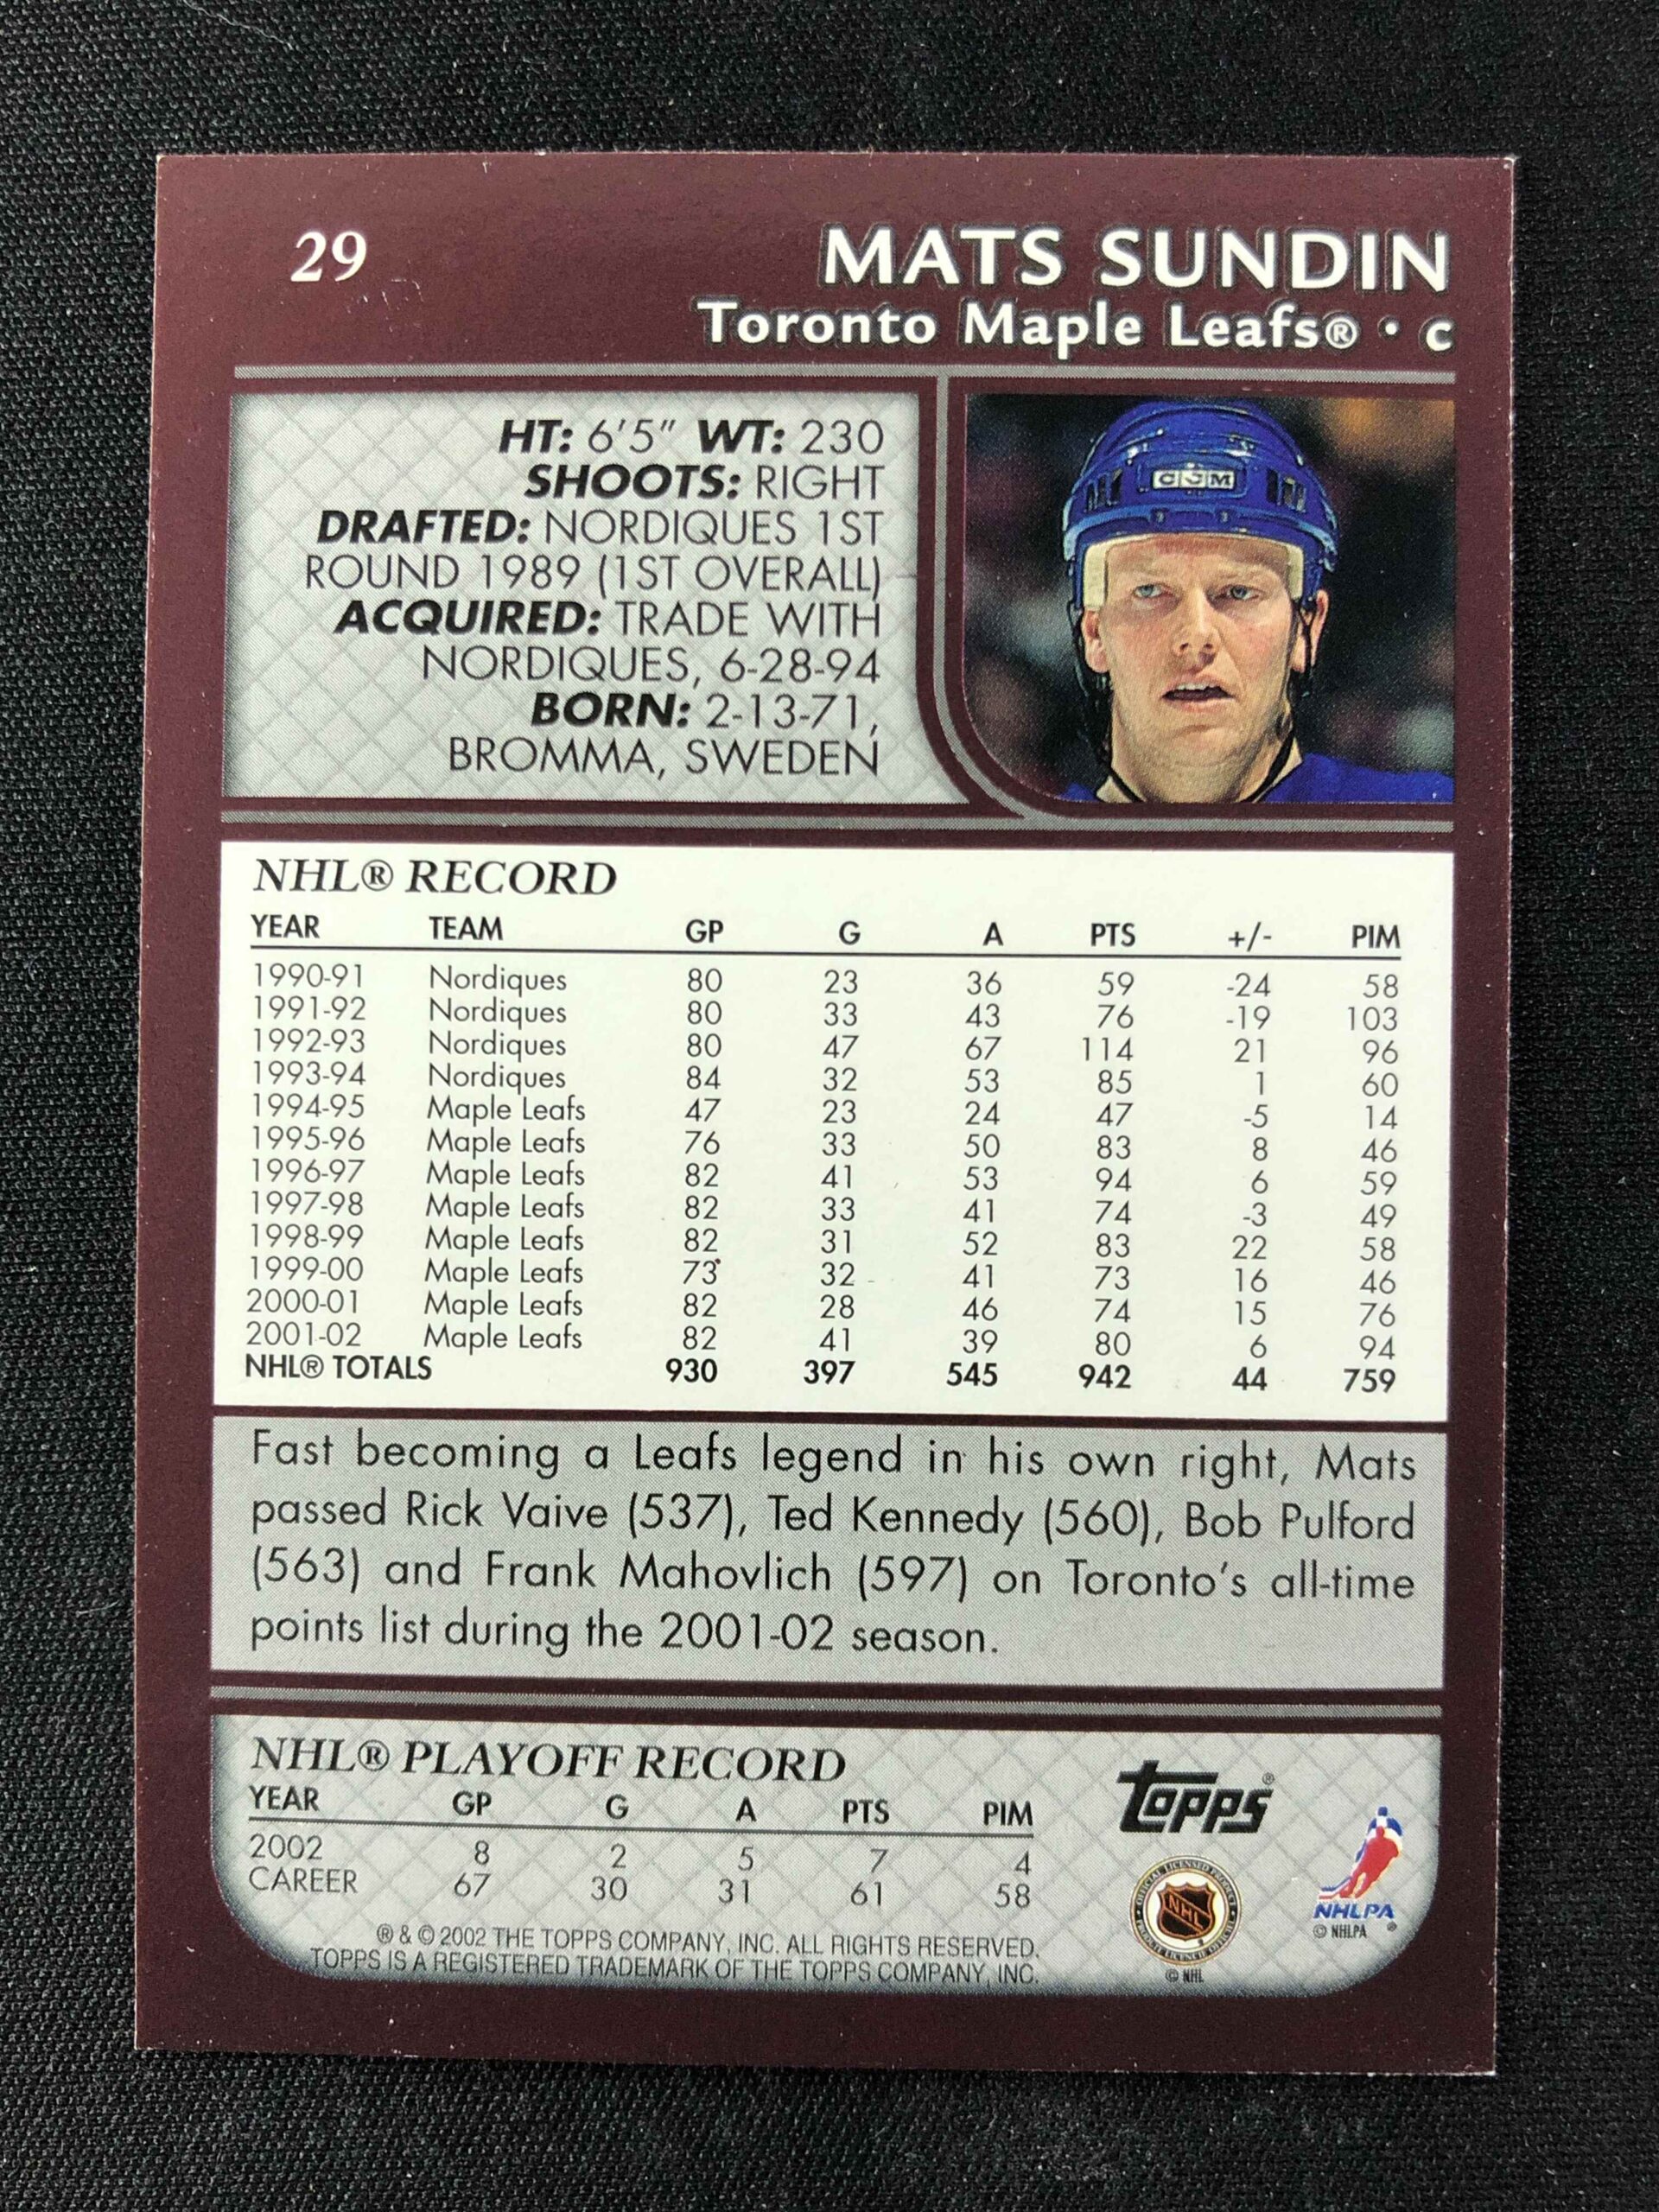 29
MATS SUNDIN
Toronto Maple Leafs® • C
HT: 6'5" WT: 230
SHOOTS: RIGHT
DRAFTED: NORDIQUES 1ST
ROUND 1989 (1ST OVERALL)
ACQUIRED: TRADE WITH
NORDIQUES, 6-28-94
BORN: 2-13-71,
BROMMA, SWEDEN
CCM
NHL® RECORD
YEAR TEAM GP G A PTS +/- PIM
1990-91 Nordiques 80 23 36 59 -24 58
1991-92 Nordiques 80 33 43 76 -19 103
1992-93 Nordiques 80 47 67 114 21 96
1993-94 Nordiques 84 32 53 85 1 60
1994-95 Maple Leafs 47 23 24 47 -5 14
1995-96 Maple Leafs 76 33 50 83 8 46
1996-97 Maple Leafs 82 41 53 94 6 59
1997-98 Maple Leafs 82 33 41 74 -3 49
1998-99 Maple Leafs 82 31 52 83 22 58
1999-00 Maple Leafs 73 32 41 73 16 46
2000-01 Maple Leafs 82 28 46 74 15 76
2001-02 Maple Leafs 82 41 39 80 6 94
NHL® TOTALS 930 397 545 942 44 759
Fast becoming a Leafs legend in his own right, Mats
passed Rick Vaive (537), Ted Kennedy (560), Bob Pulford
(563) and Frank Mahovlich (597) on Toronto's all-time
points list during the 2001-02 season.
NHL® PLAYOFF RECORD
YEAR GP G A PTS PIM
2002 8 2 5 7 4
CAREER 67 30 31 61 58
® & © 2002 THE TOPPS COMPANY, INC. ALL RIGHTS RESERVED.
TOPPS IS A REGISTERED TRADEMARK OF THE TOPPS COMPANY, INC.
Topps®
OFFICIAL LICENSED PRODUCT
NHL
© NHL
NHLPA®
© NHLPA